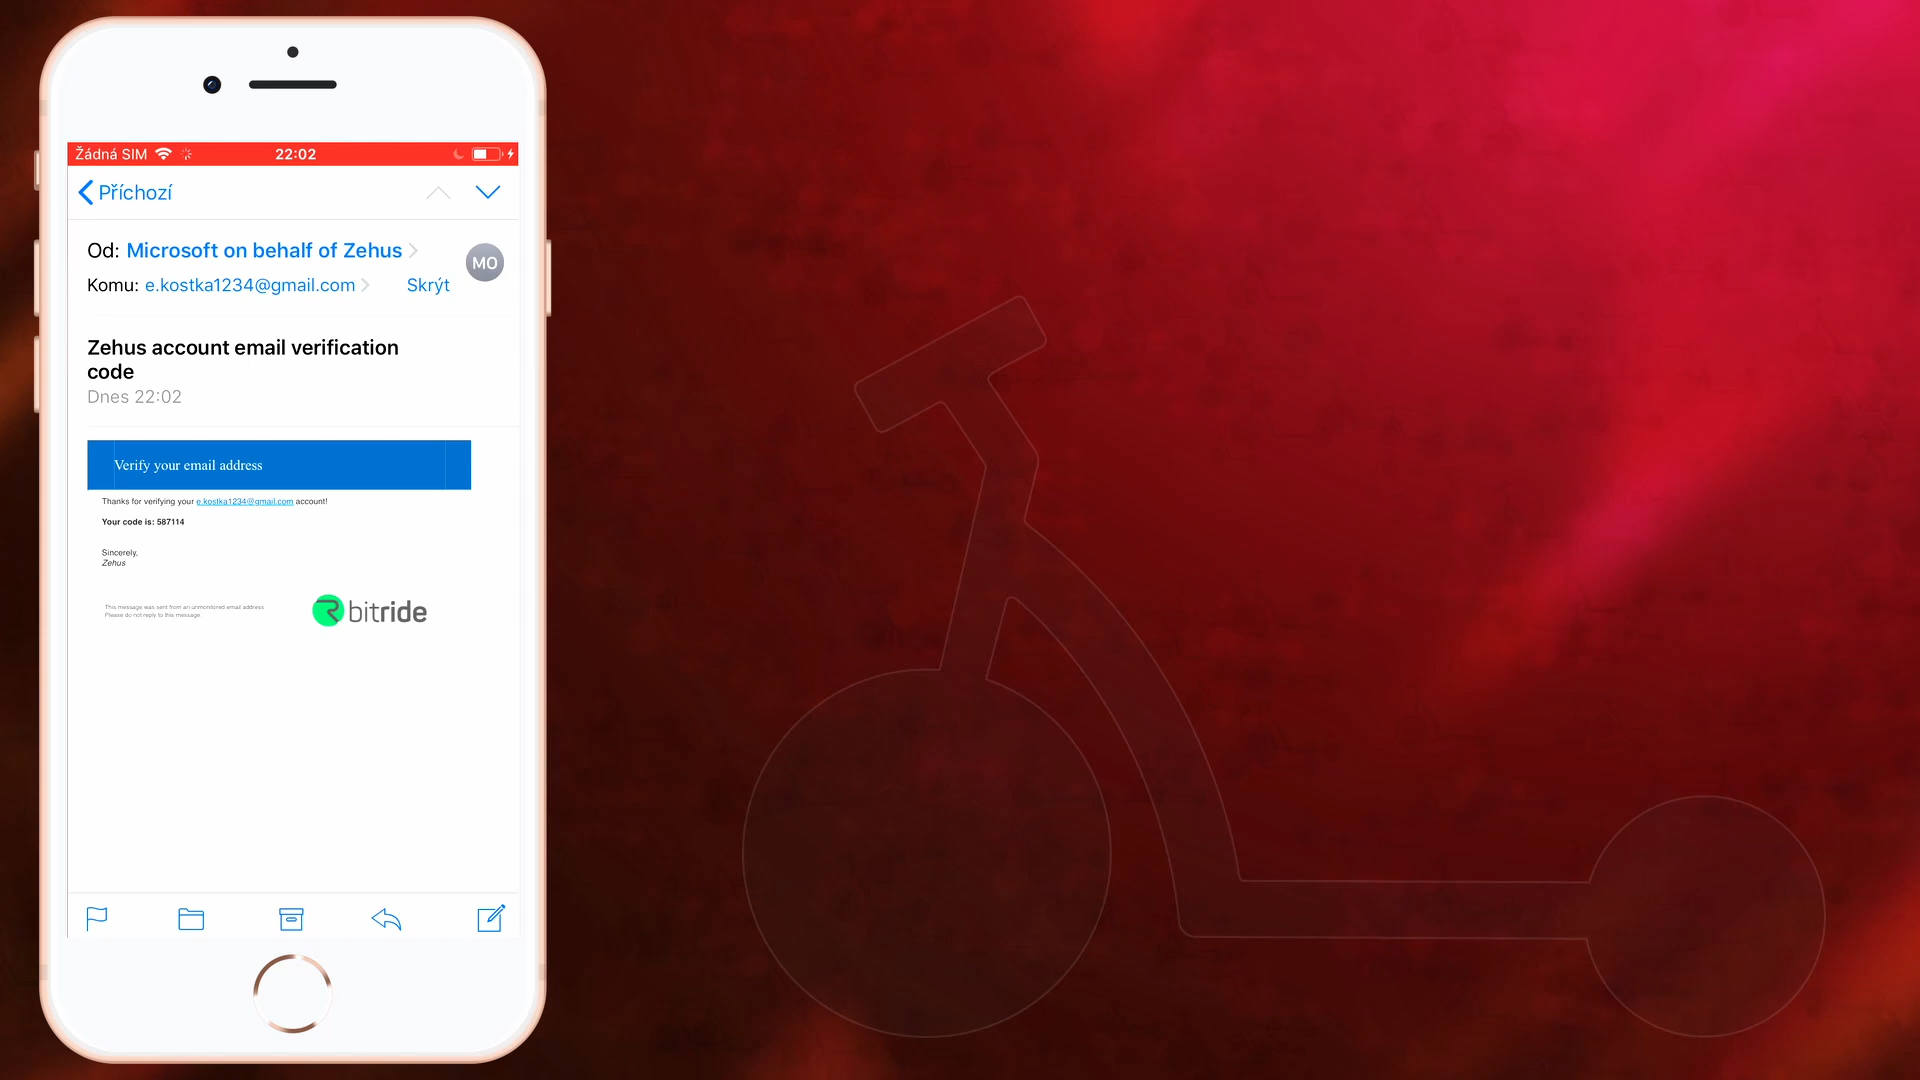 Žádná SIM
22:02
Příchozí
Od: Microsoft on behalf of Zehus
MO
Komu: e.kostka1234@gmail.com
Skrýt
Zehus account email verification
code
Dnes 22:02
Verify your email address
Thanks for verifying your e.kostka1234@gmail.com account!
Your code is: 587114
Sincerely,
Zehus
This message was sent from an unmonitored email address
Please do not reply to this message.
bitride